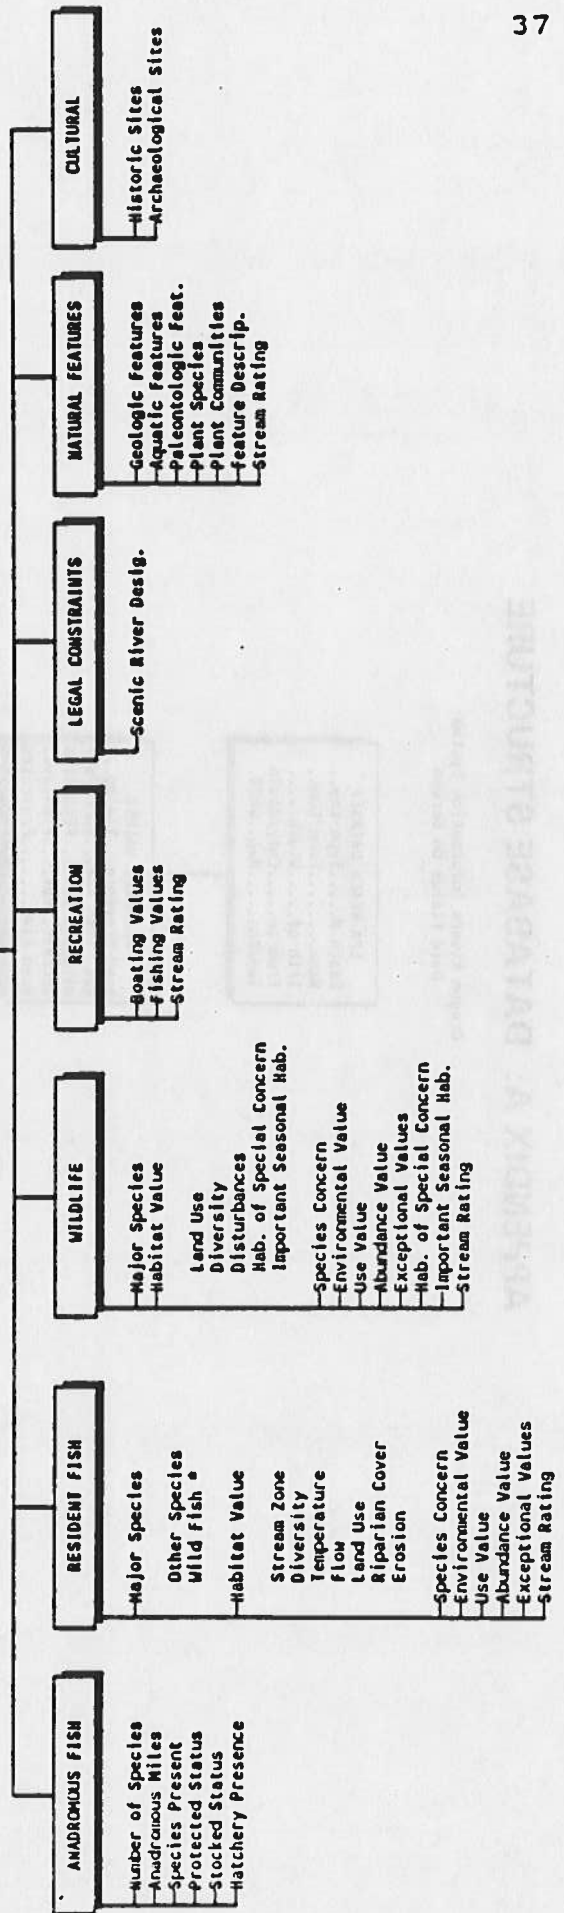 37
ANADROMOUS FISH
Number of Species
Anadromous Miles
Species Present
Protected Status
Stocked Status
Hatchery Presence
RESIDENT FISH
Major Species
Other Species
Wild Fish *
Habitat Value
Stream Zone
Diversity
Temperature
Flow
Land Use
Riparian Cover
Erosion
Species Concern
Environmental Value
Use Value
Abundance Value
Exceptional Values
Stream Rating
WILDLIFE
Major Species
Habitat Value
Land Use
Diversity
Disturbances
Hab. of Special Concern
Important Seasonal Hab.
Species Concern
Environmental Value
Use Value
Abundance Value
Exceptional Values
Hab. of Special Concern
Important Seasonal Hab.
Stream Rating
RECREATION
Boating Values
Fishing Values
Stream Rating
LEGAL CONSTRAINTS
Scenic River Desig.
NATURAL FEATURES
Geologic Features
Aquatic Features
Paleontologic Feat.
Plant Species
Plant Communities
Feature Descrip.
Stream Rating
CULTURAL
Historic Sites
Archaeological Sites
APPENDIX A: DATABASE STRUCTURE